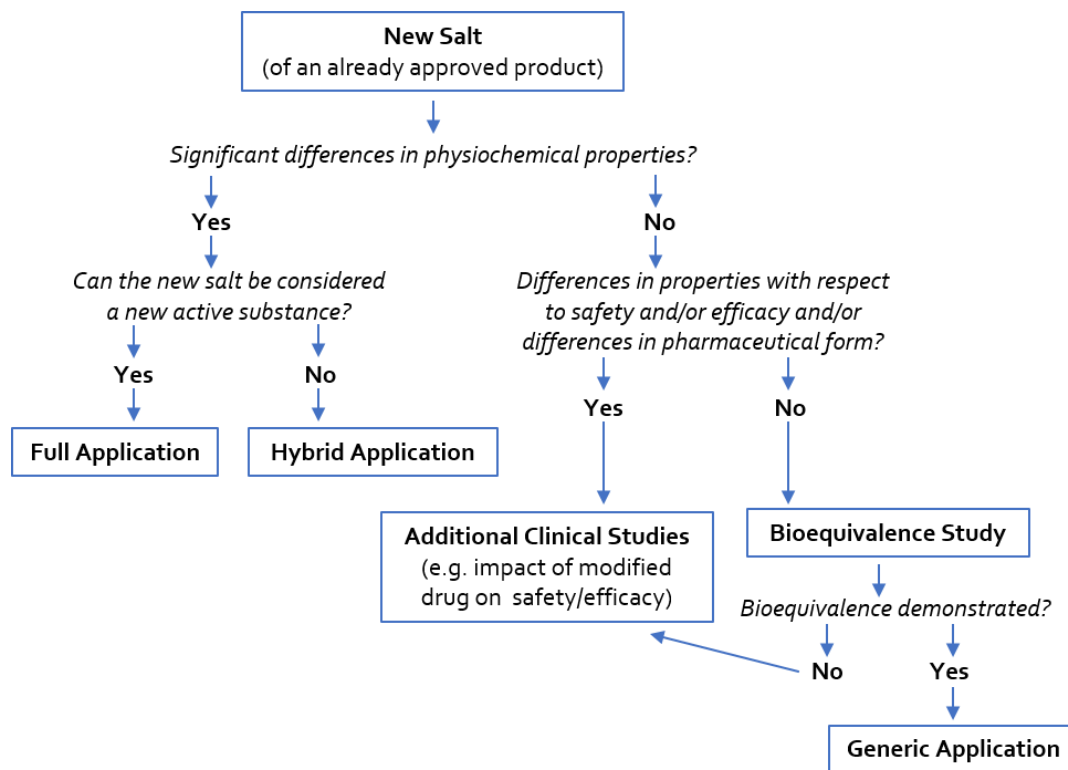 New Salt
(of an already approved product)
Significant differences in physiochemical properties?
Yes
No
Can the new salt be considered
a new active substance?
Differences in properties with respect
to safety and/or efficacy and/or
differences in pharmaceutical form?
Yes
No
Yes
No
Full Application
Hybrid Application
Additional Clinical Studies
(e.g. impact of modified
drug on safety/efficacy)
Bioequivalence Study
Bioequivalence demonstrated?
No
Yes
Generic Application